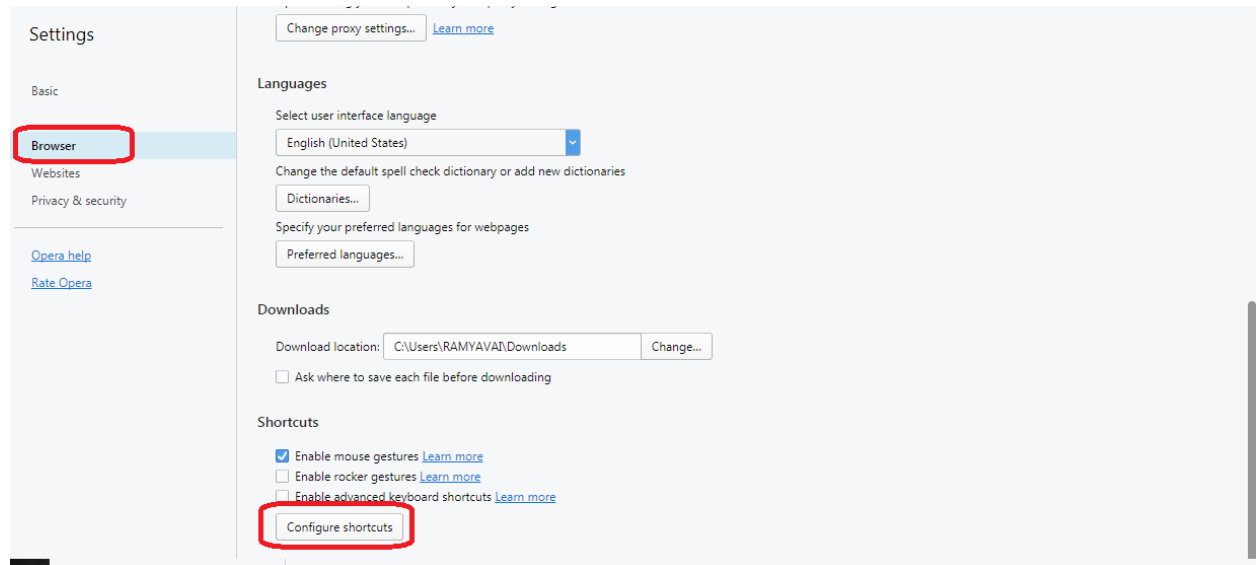 Settings
Basic
Browser
Websites
Privacy & security
Opera help
Rate Opera
Change proxy settings... Learn more
Languages
Select user interface language
English (United States)
Change the default spell check dictionary or add new dictionaries
Dictionaries...
Specify your preferred languages for webpages
Preferred languages...
Downloads
Download location: C:\Users\RAMYAVAI\Downloads Change...
Ask where to save each file before downloading
Shortcuts
Enable mouse gestures Learn more
Enable rocker gestures Learn more
Enable advanced keyboard shortcuts Learn more
Configure shortcuts